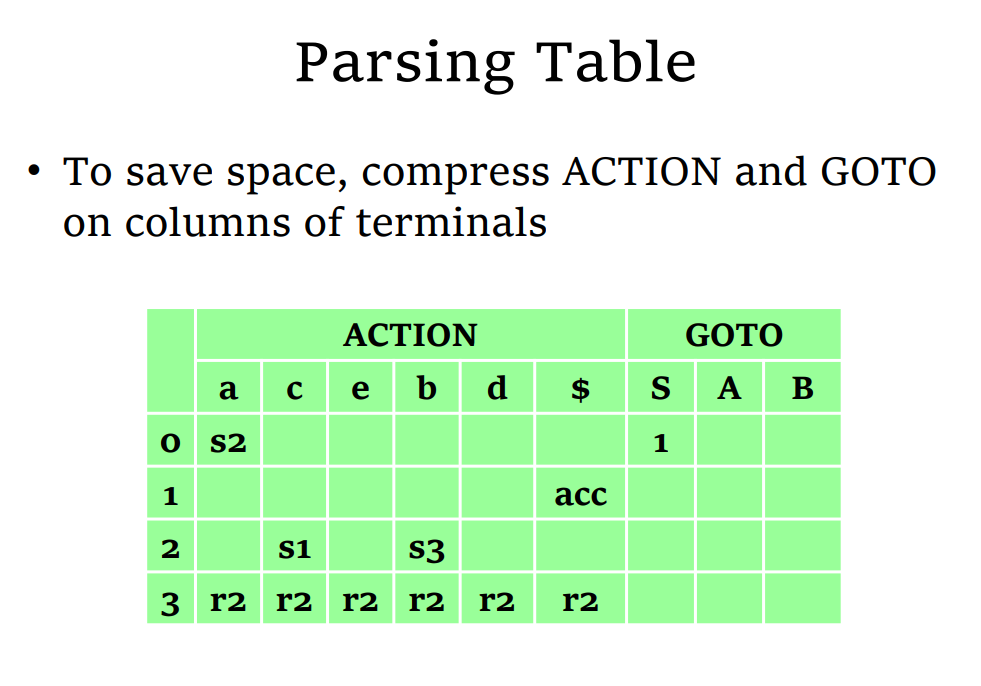 Parsing Table
• To save space, compress ACTION and GOTO
on columns of terminals
ACTION GOTO
a c e b d $ S A B
0 s2 1
1 acc
2 s1 s3
3 r2 r2 r2 r2 r2 r2